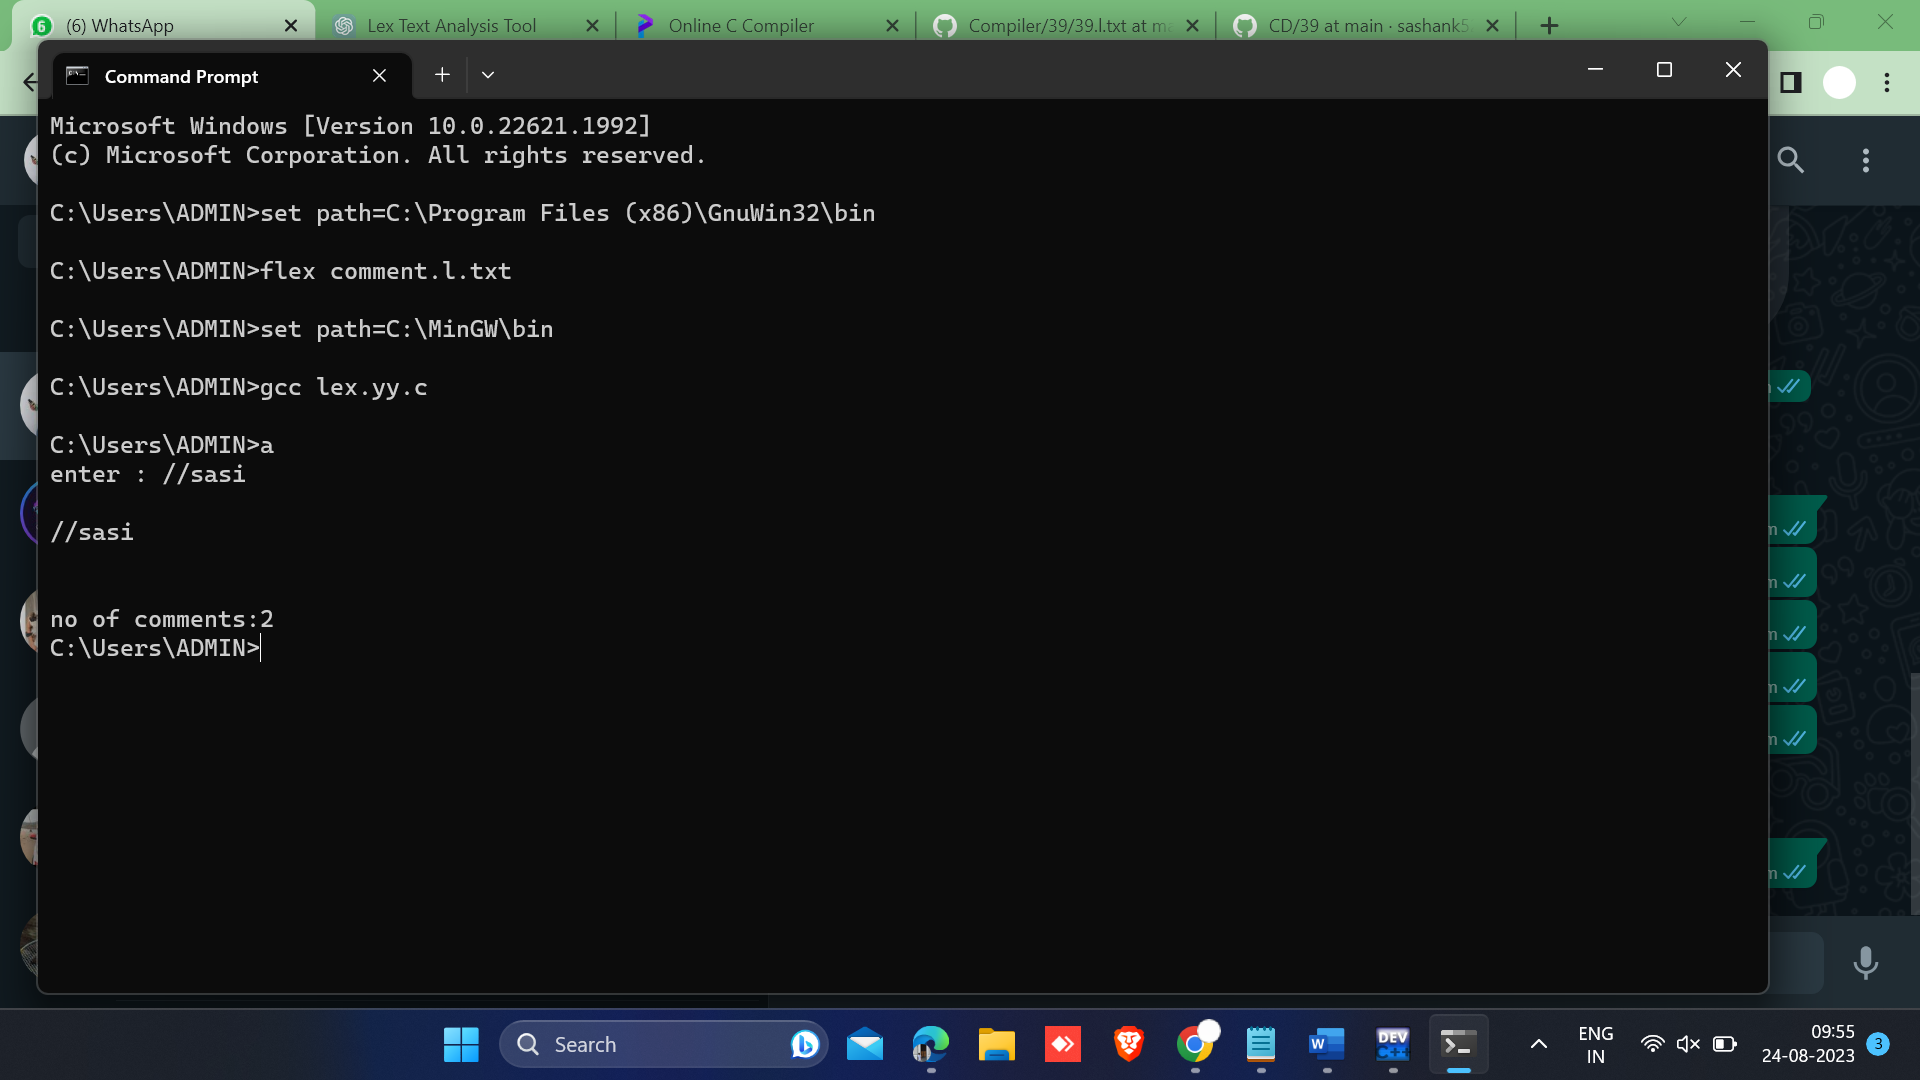 (6) WhatsApp
Lex Text Analysis Tool
Online C Compiler
Compiler/39/39.l.txt at ma
CD/39 at main · sashank5
Command Prompt
Microsoft Windows [Version 10.0.22621.1992]
(c) Microsoft Corporation. All rights reserved.
C:\Users\ADMIN>set path=C:\Program Files (x86)\GnuWin32\bin
C:\Users\ADMIN>flex comment.l.txt
C:\Users\ADMIN>set path=C:\MinGW\bin
C:\Users\ADMIN>gcc lex.yy.c
C:\Users\ADMIN>a
enter : //sasi
//sasi
no of comments:2
C:\Users\ADMIN>
Search
DEV
C++
ENG
IN
09:55
24-08-2023
3